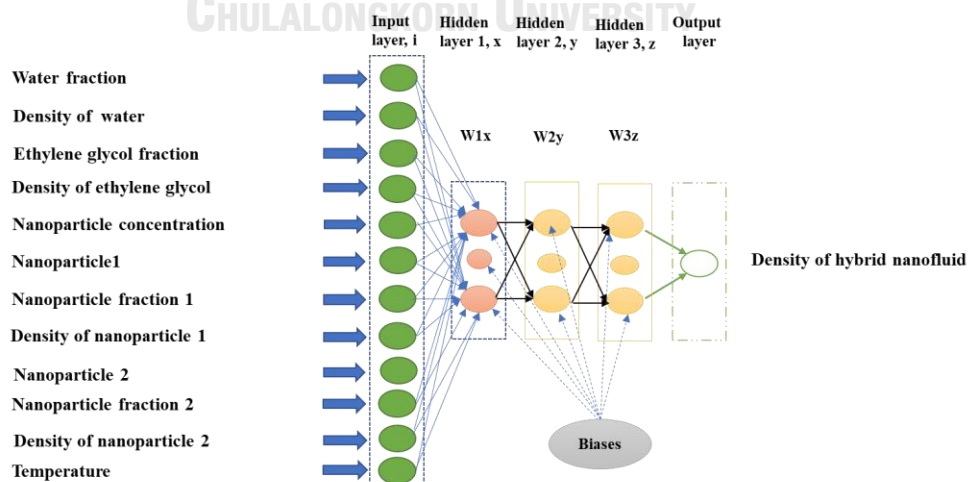 CHULALONGKORN UNIVERSITY
Input layer, i
Hidden layer 1, x
Hidden layer 2, y
Hidden layer 3, z
Output layer
Water fraction
Density of water
Ethylene glycol fraction
Density of ethylene glycol
Nanoparticle concentration
Nanoparticle1
Nanoparticle fraction 1
Density of nanoparticle 1
Nanoparticle 2
Nanoparticle fraction 2
Density of nanoparticle 2
Temperature
W1x
W2y
W3z
Density of hybrid nanofluid
Biases